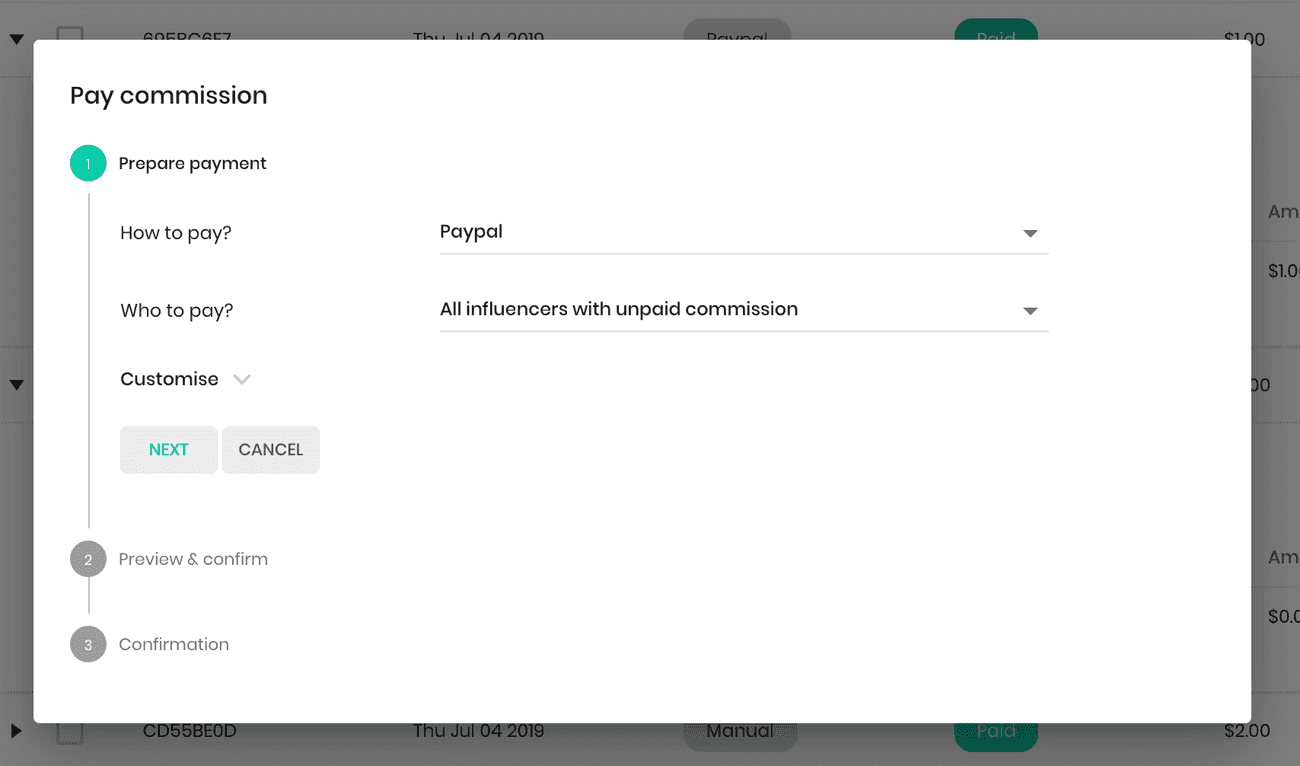 Thu Jul 04 2019 Paypal Paid $1.00
Pay commission
1 Prepare payment
Am
How to pay? Paypal
$1.0
Who to pay? All influencers with unpaid commission
Customise
00
NEXT CANCEL
2 Preview & confirm
Am
$0.0
3 Confirmation
CD55BE0D Thu Jul 04 2019 Manual Paid $2.00